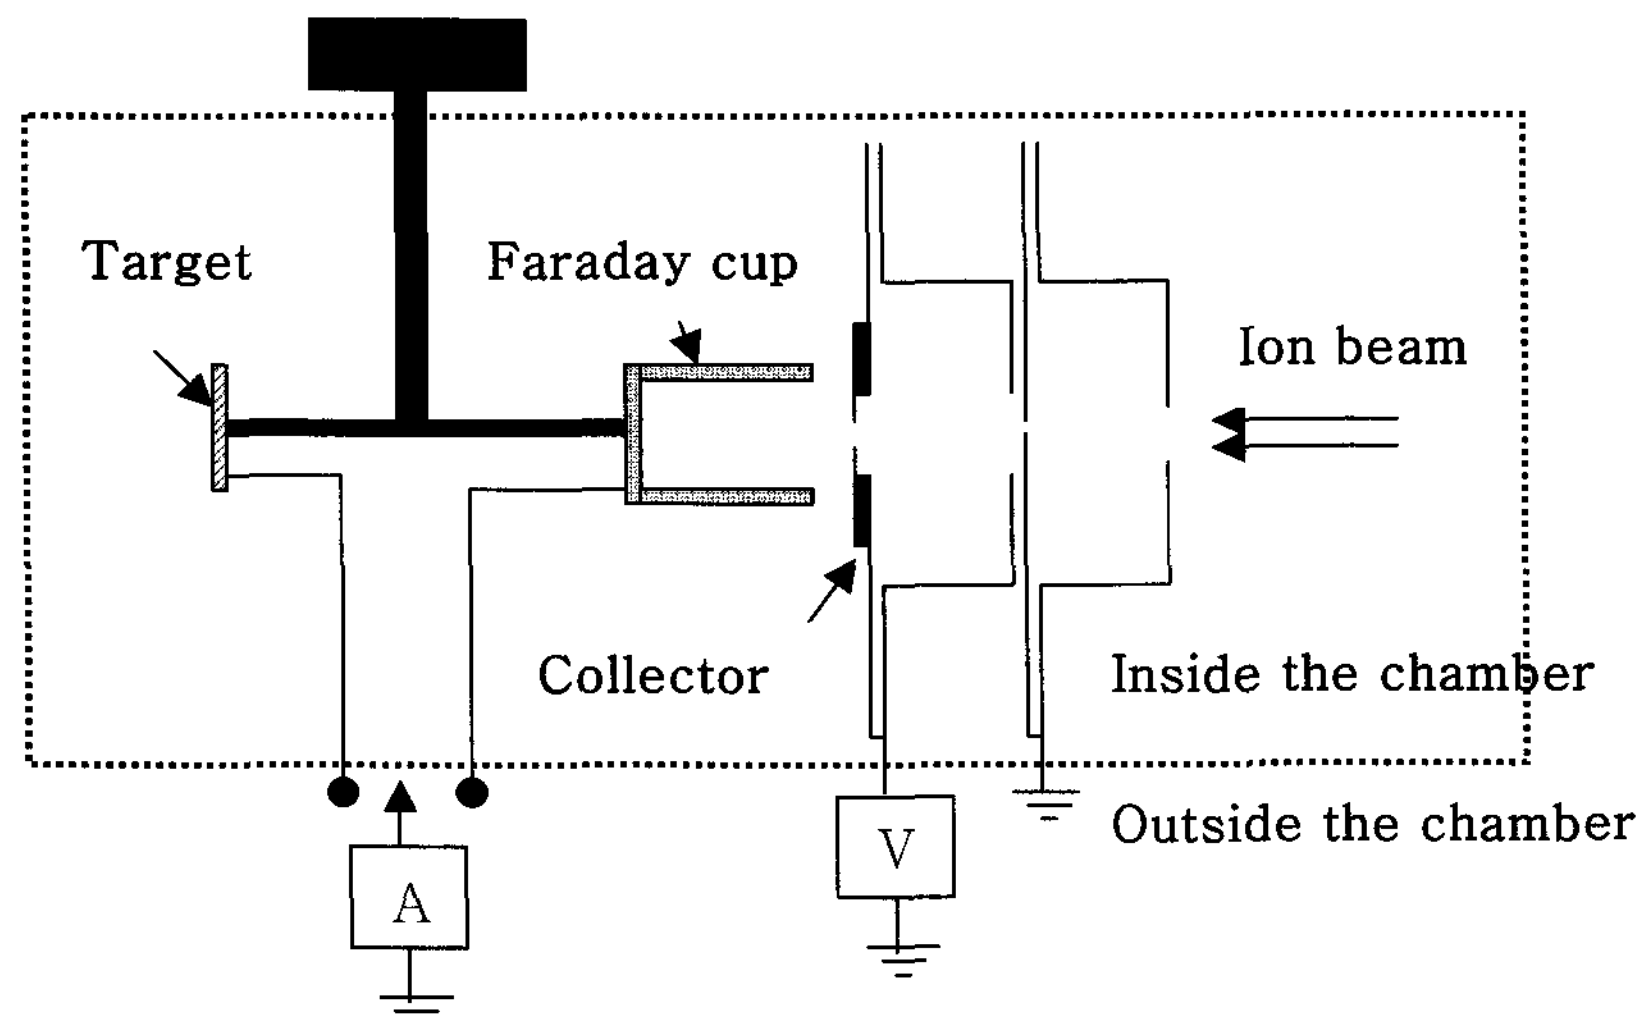 Target
Faraday cup
Ion beam
Collector
Inside the chamber
Outside the chamber
V
A